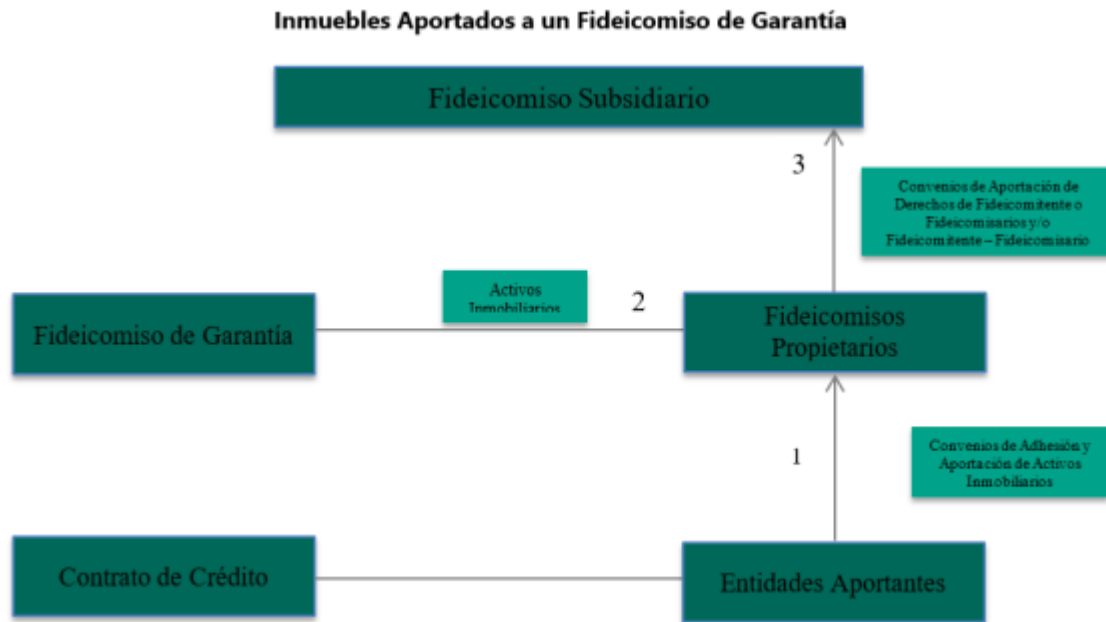 Inmuebles Aportados a un Fideicomiso de Garantía
Fideicomiso Subsidiario
3
Convenios de Aportación de
Derechos de Fideicomitente o
Fideicomisarios y/o
Fideicomitente – Fideicomisario
Activos
Inmobiliarios
2
Fideicomiso de Garantía
Fideicomisos
Propietarios
1
Convenios de Adhesión y
Aportación de Activos
Inmobiliarios
Contrato de Crédito
Entidades Aportantes